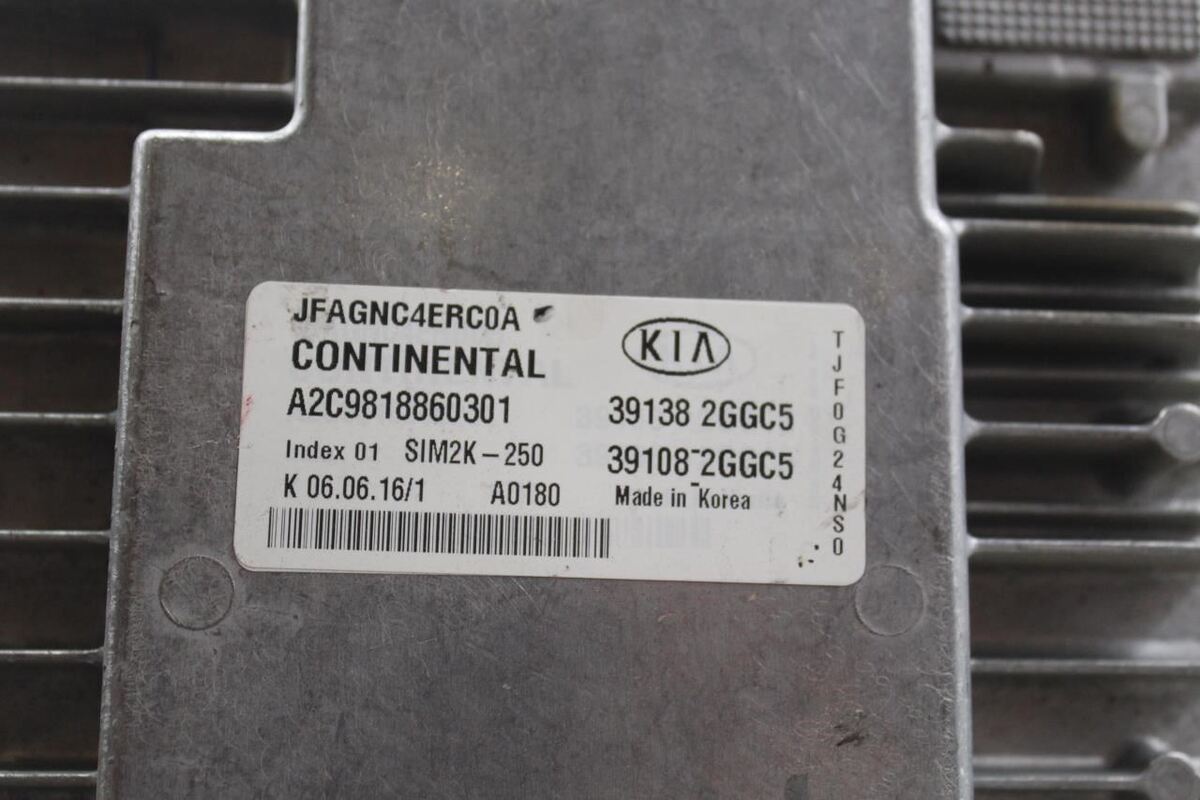 JFAGNC4ERC0A
CONTINENTAL
A2C9818860301
Index 01 SIM2K-250
K 06.06.16/1 A0180
KIA
39138 2GGC5
39108-2GGC5
Made in Korea
TJF0G24NS0